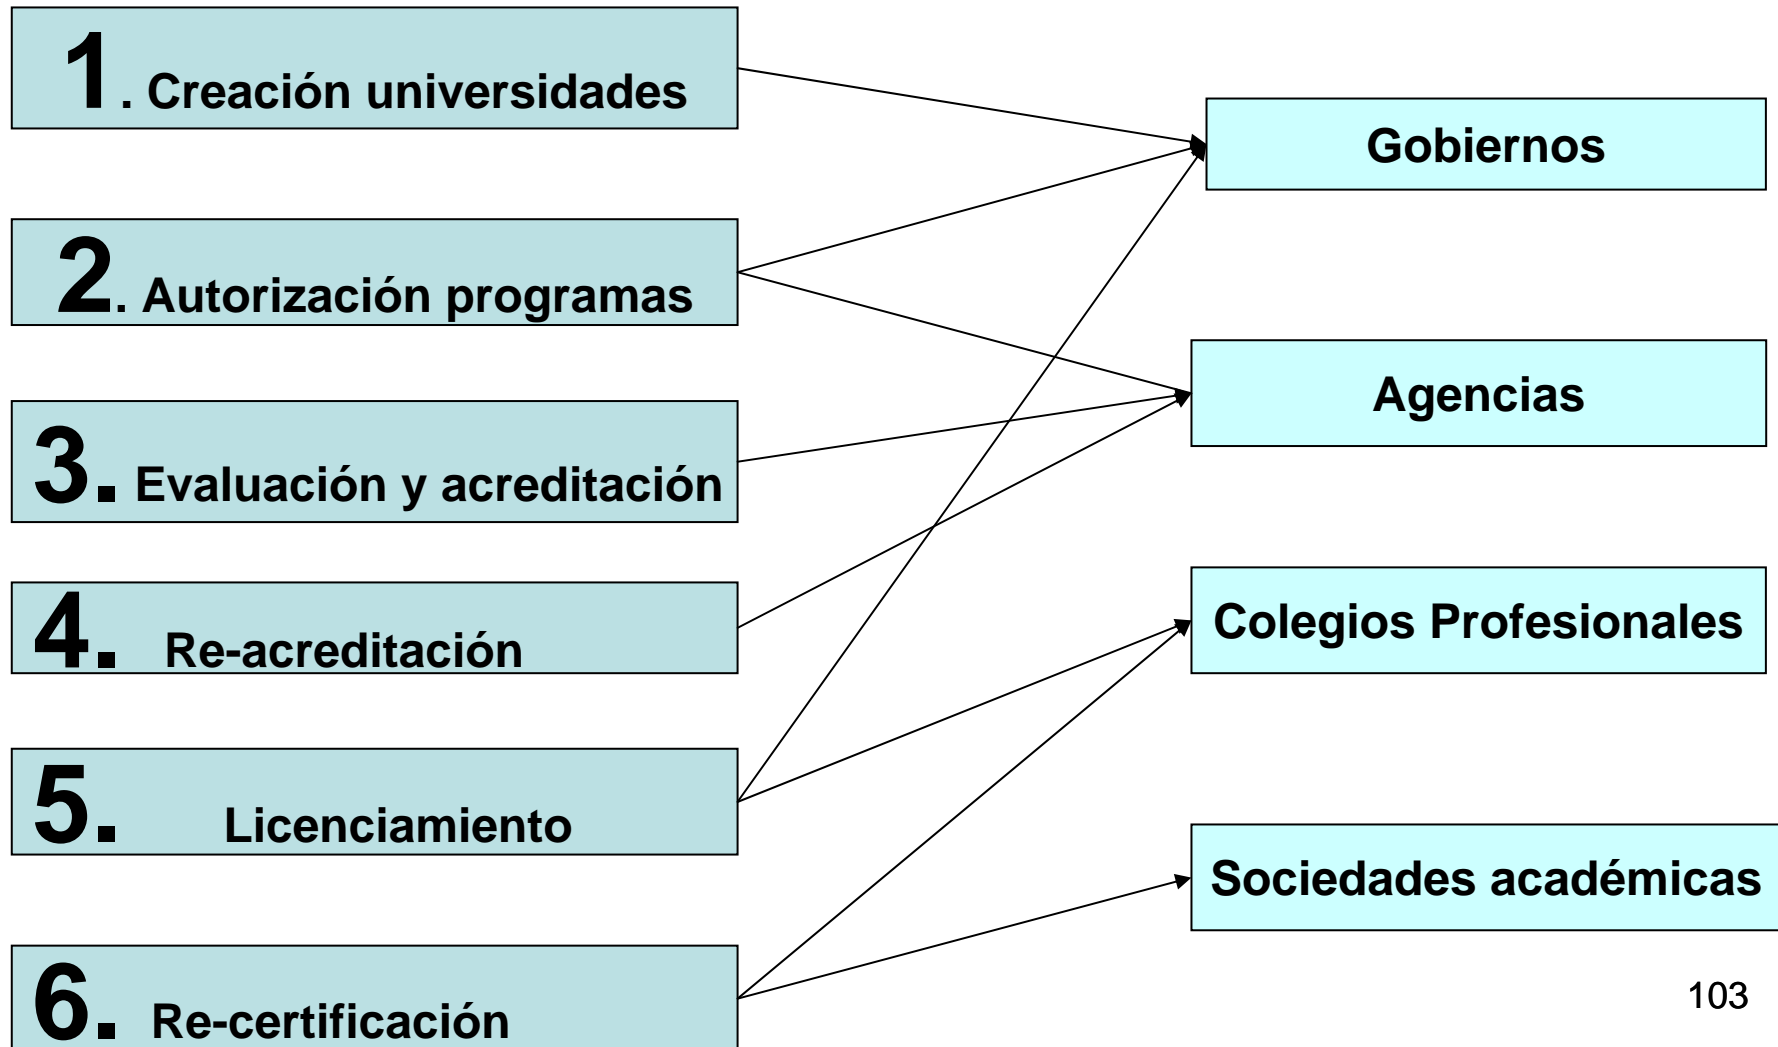 1. Creación universidades
2. Autorización programas
3. Evaluación y acreditación
4. Re-acreditación
5. Licenciamiento
6. Re-certificación
Gobiernos
Agencias
Colegios Profesionales
Sociedades académicas
103